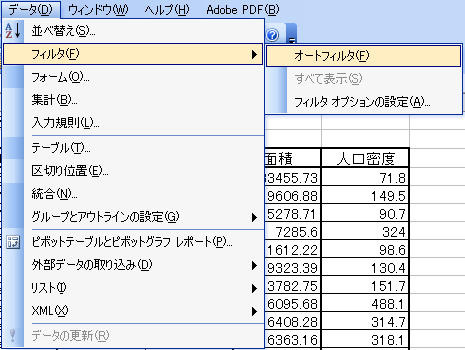 データ(D) ウィンドウ(W) ヘルプ(H) Adobe PDF(B)
並べ替え(S)...
フィルタ(F)
オートフィルタ(F)
フォーム(O)...
すべて表示(S)
集計(B)...
フィルタ オプションの設定(A)...
入力規則(L)...
テーブル(T)...
区切り位置(E)...
統合(N)...
グループとアウトラインの設定(G)
ピボットテーブルとピボットグラフ レポート(P)...
外部データの取り込み(D)
リスト(I)
XML(X)
データの更新(R)
面積 人口密度
33455.73 71.8
9606.88 149.5
5278.71 90.7
7285.6 324
1612.22 98.6
9323.39 130.4
3782.75 151.7
6095.68 488.1
6408.28 314.7
6363.16 318.1